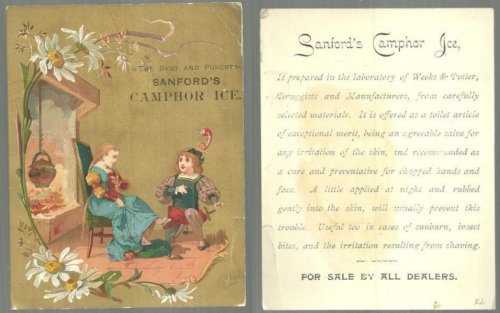 The Best and Purest
SANFORD'S
CAMPHOR ICE.
Sanford's Camphor Ice,
Is prepared in the laboratory of Weeks & Potter,
Druggists and Manufacturers, from carefully
selected materials. It is offered as a toilet article
of exceptional merit, being an agreeable salve for
any irritation of the skin, and recommended as
a cure and preventative for chapped hands and
face. A little applied at night and rubbed
gently into the skin, will usually prevent this
trouble. Useful too in cases of sunburn, insect
bites, and the irritation resulting from shaving.
FOR SALE BY ALL DEALERS.